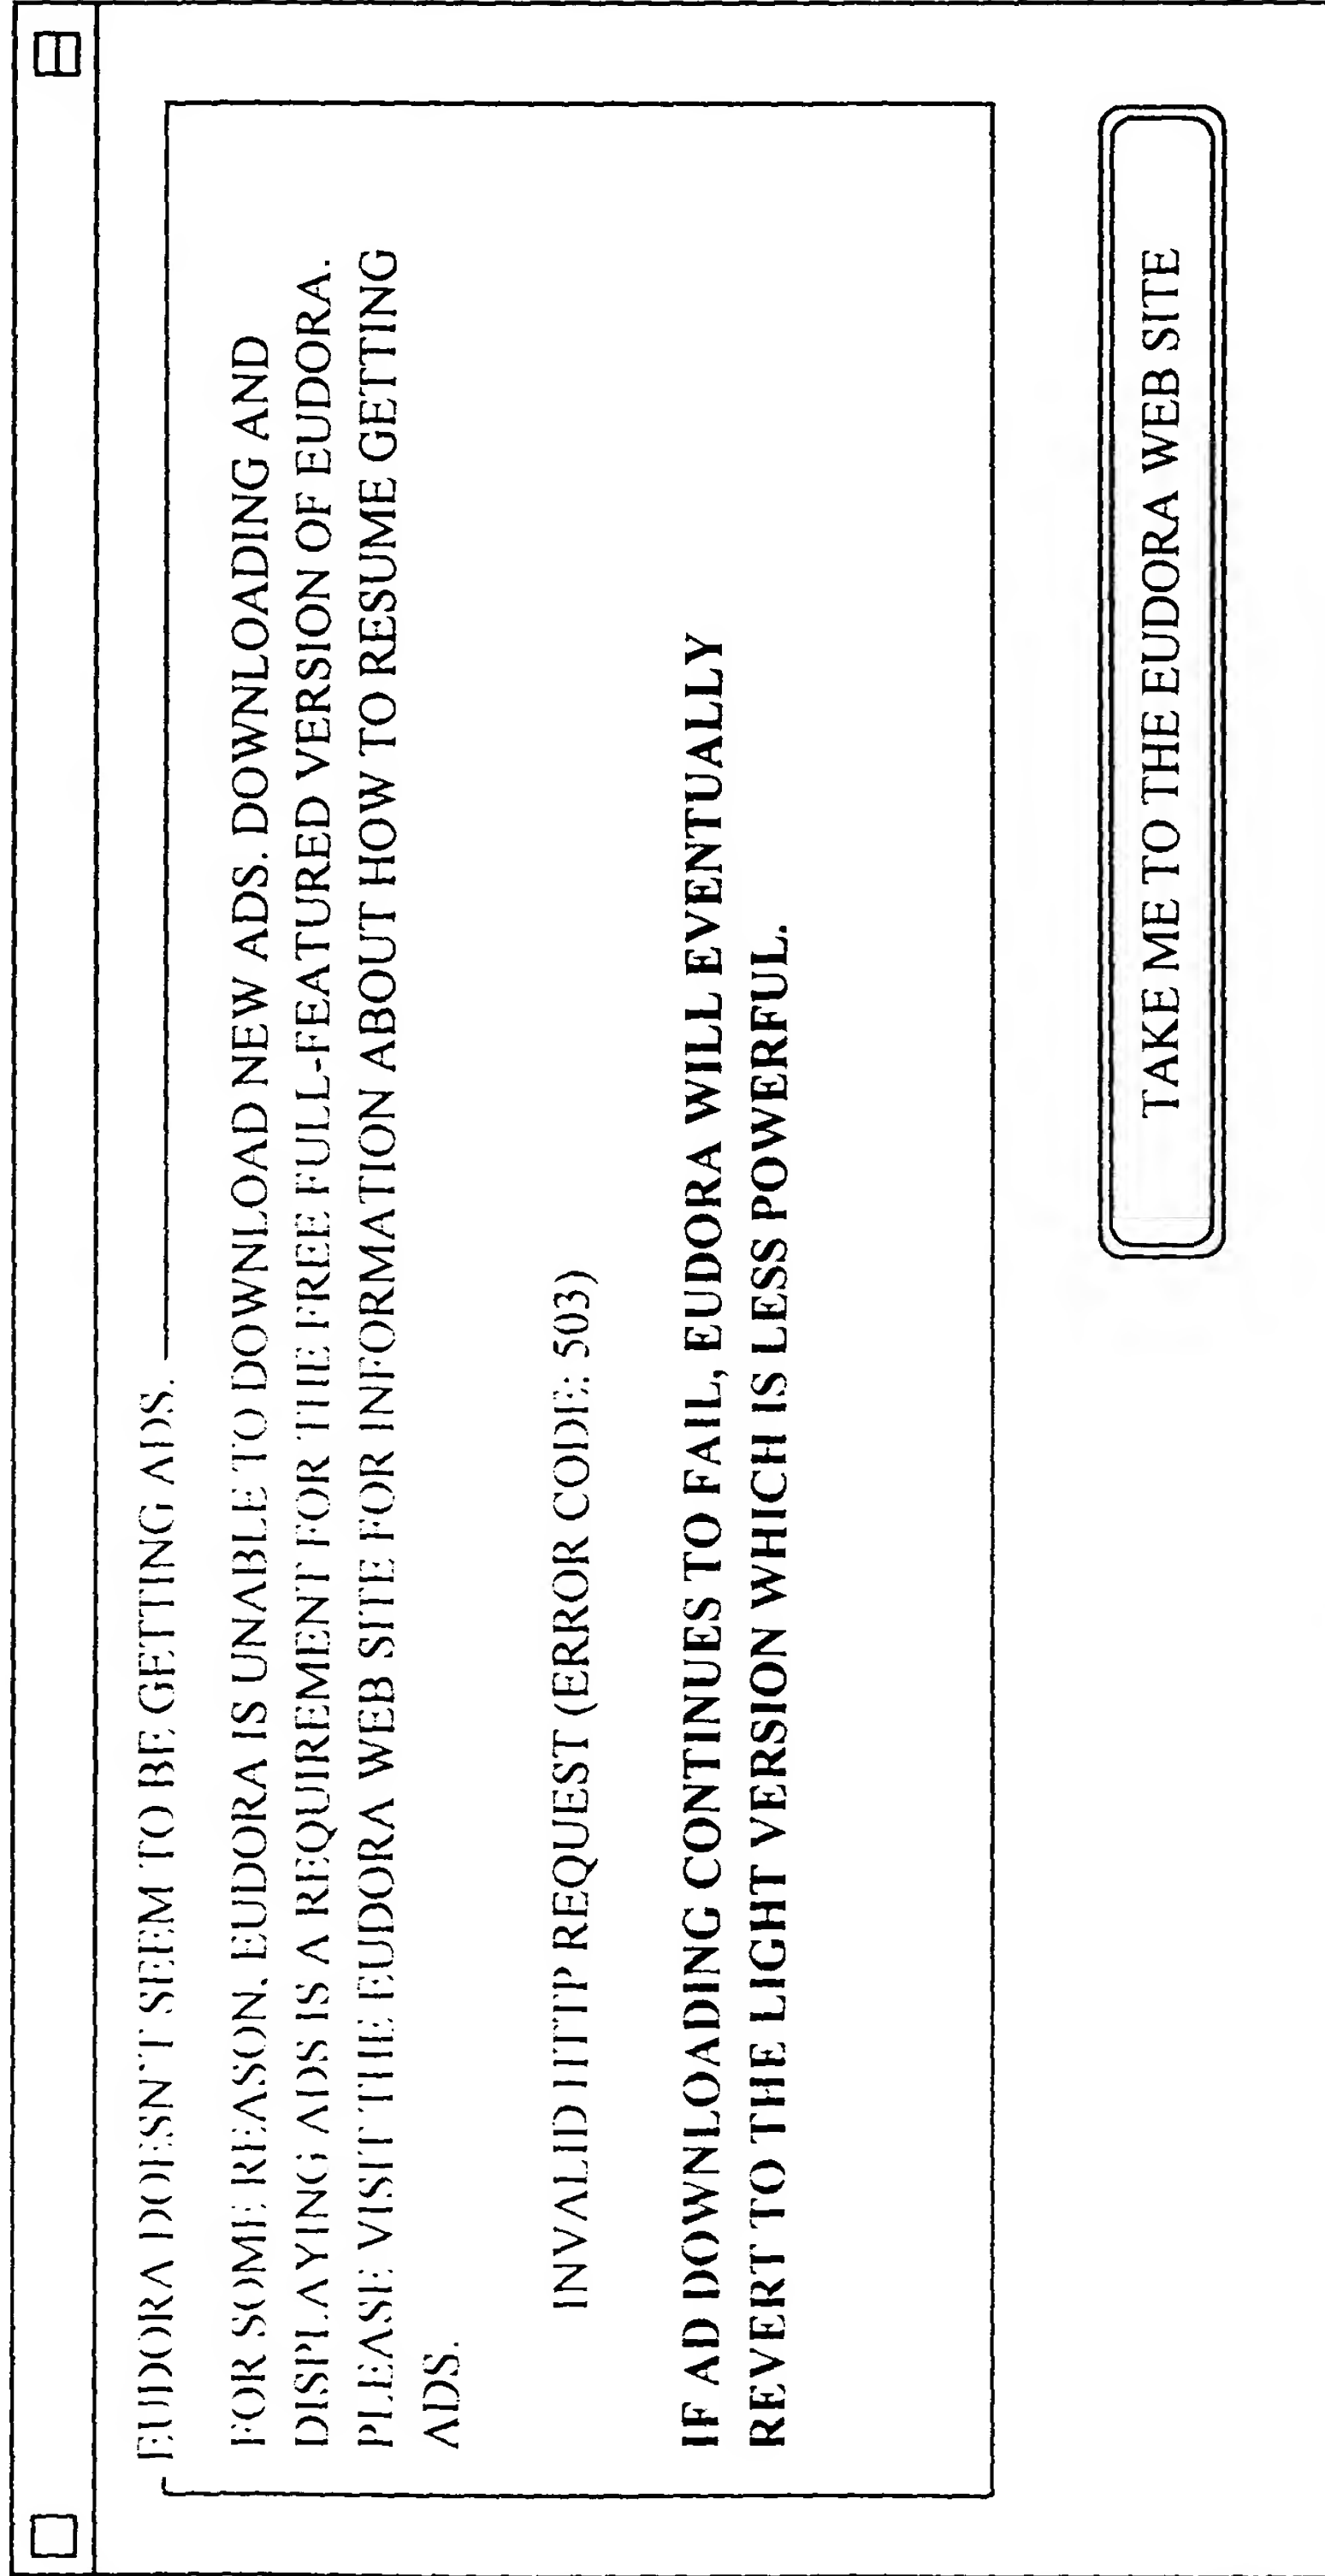 EUDORA DOESN'T SEEM TO BE GETTING ADS.
FOR SOME REASON, EUDORA IS UNABLE TO DOWNLOAD NEW ADS. DOWNLOADING AND
DISPLAYING ADS IS A REQUIREMENT FOR THE FREE FULL-FEATURED VERSION OF EUDORA.
PLEASE VISIT THE EUDORA WEB SITE FOR INFORMATION ABOUT HOW TO RESUME GETTING
ADS.
INVALID HTTP REQUEST (ERROR CODE: 503)
IF AD DOWNLOADING CONTINUES TO FAIL, EUDORA WILL EVENTUALLY
REVERT TO THE LIGHT VERSION WHICH IS LESS POWERFUL.
TAKE ME TO THE EUDORA WEB SITE